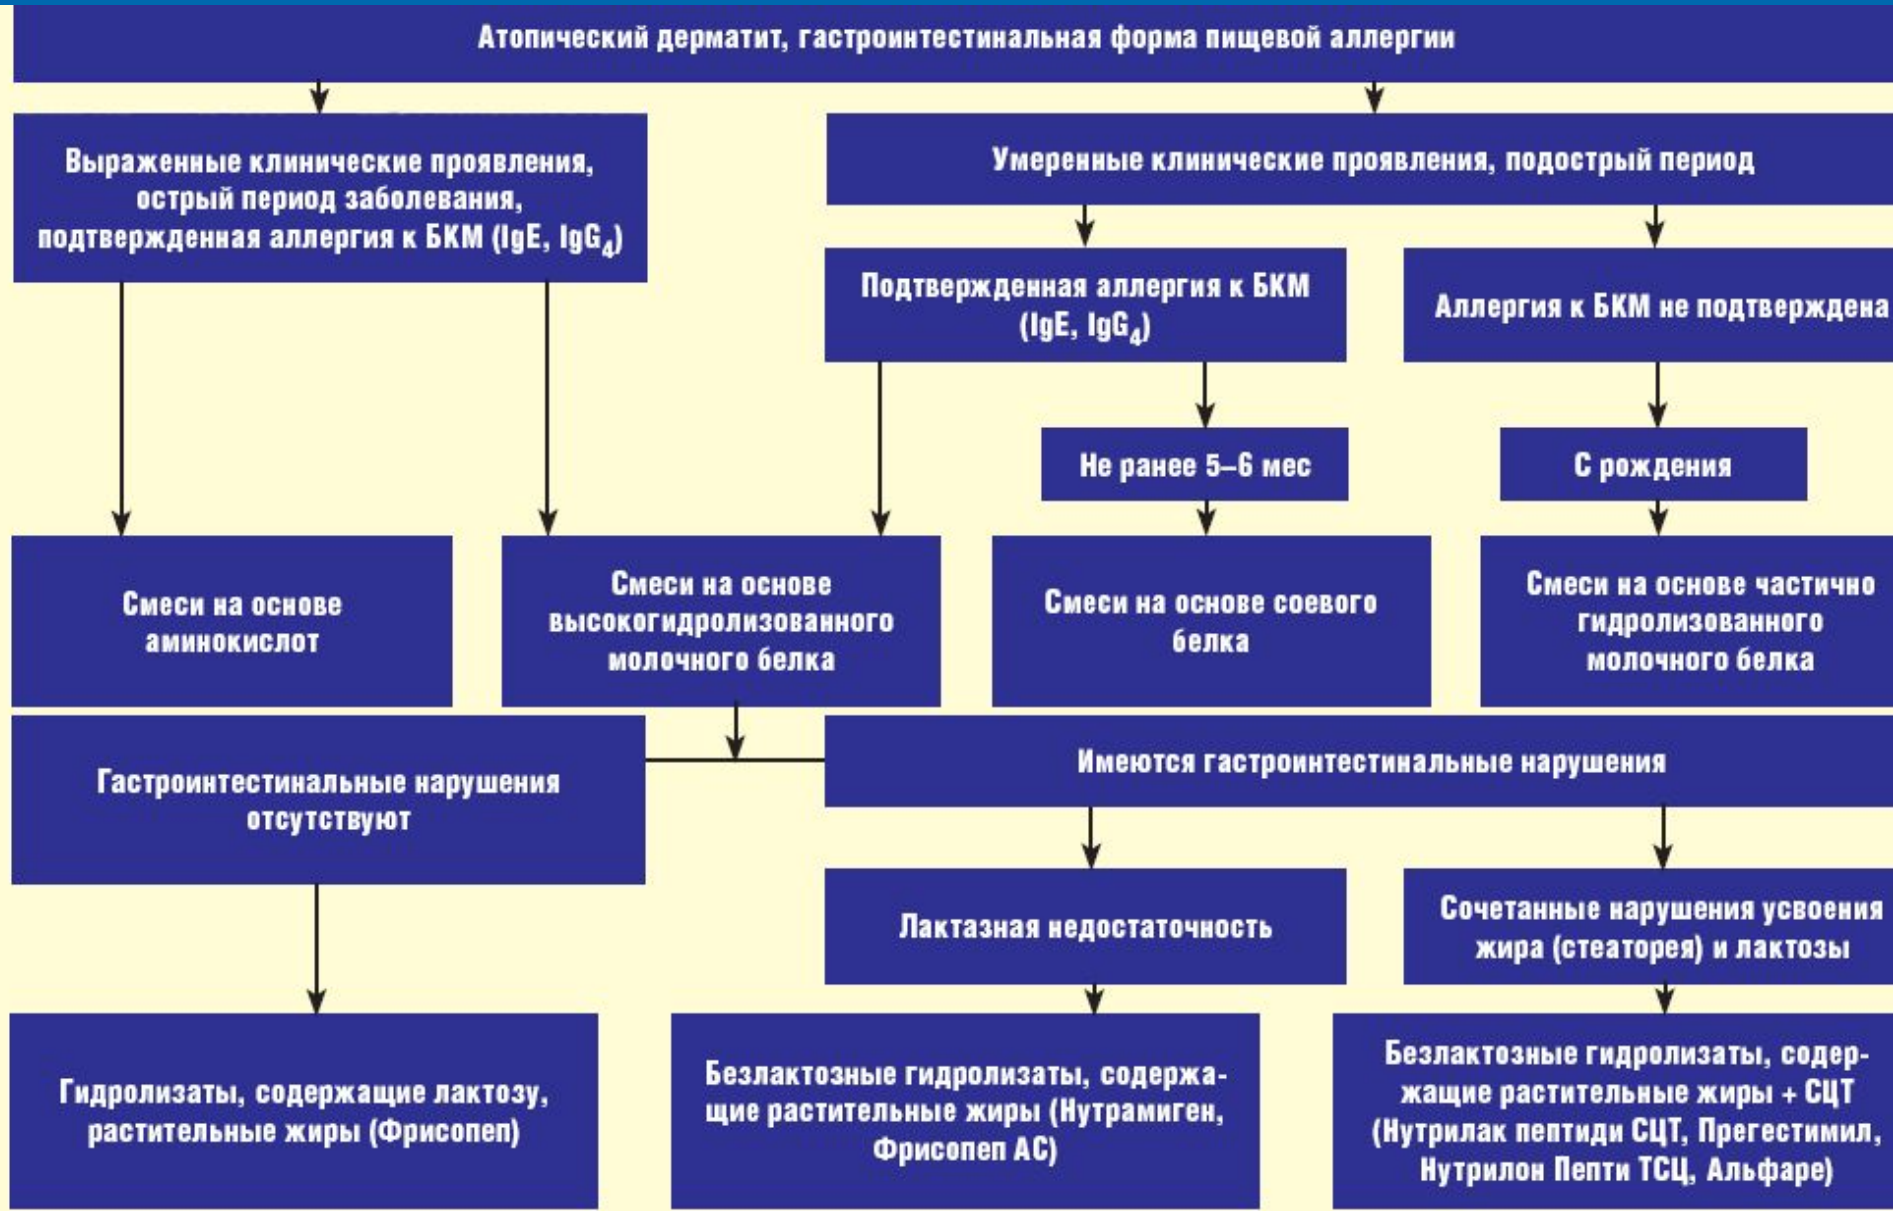 Атопический дерматит, гастроинтестинальная форма пищевой аллергии
Выраженные клинические проявления,
острый период заболевания,
подтвержденная аллергия к БКМ (IgE, IgG₄)
Умеренные клинические проявления, подострый период
Подтвержденная аллергия к БКМ
(IgE, IgG₄)
Аллергия к БКМ не подтверждена
Не ранее 5–6 мес
С рождения
Смеси на основе
аминокислот
Смеси на основе
высокогидролизованного
молочного белка
Смеси на основе соевого
белка
Смеси на основе частично
гидролизованного
молочного белка
Гастроинтестинальные нарушения
отсутствуют
Имеются гастроинтестинальные нарушения
Лактазная недостаточность
Сочетанные нарушения усвоения
жира (стеаторея) и лактозы
Гидролизаты, содержащие лактозу,
растительные жиры (Фрисопеп)
Безлактозные гидролизаты, содержа-
щие растительные жиры (Нутрамиген,
Фрисопеп АС)
Безлактозные гидролизаты, содер-
жащие растительные жиры + СЦТ
(Нутрилак пептиди СЦТ, Прегестимил,
Нутрилон Пепти ТСЦ, Альфаре)